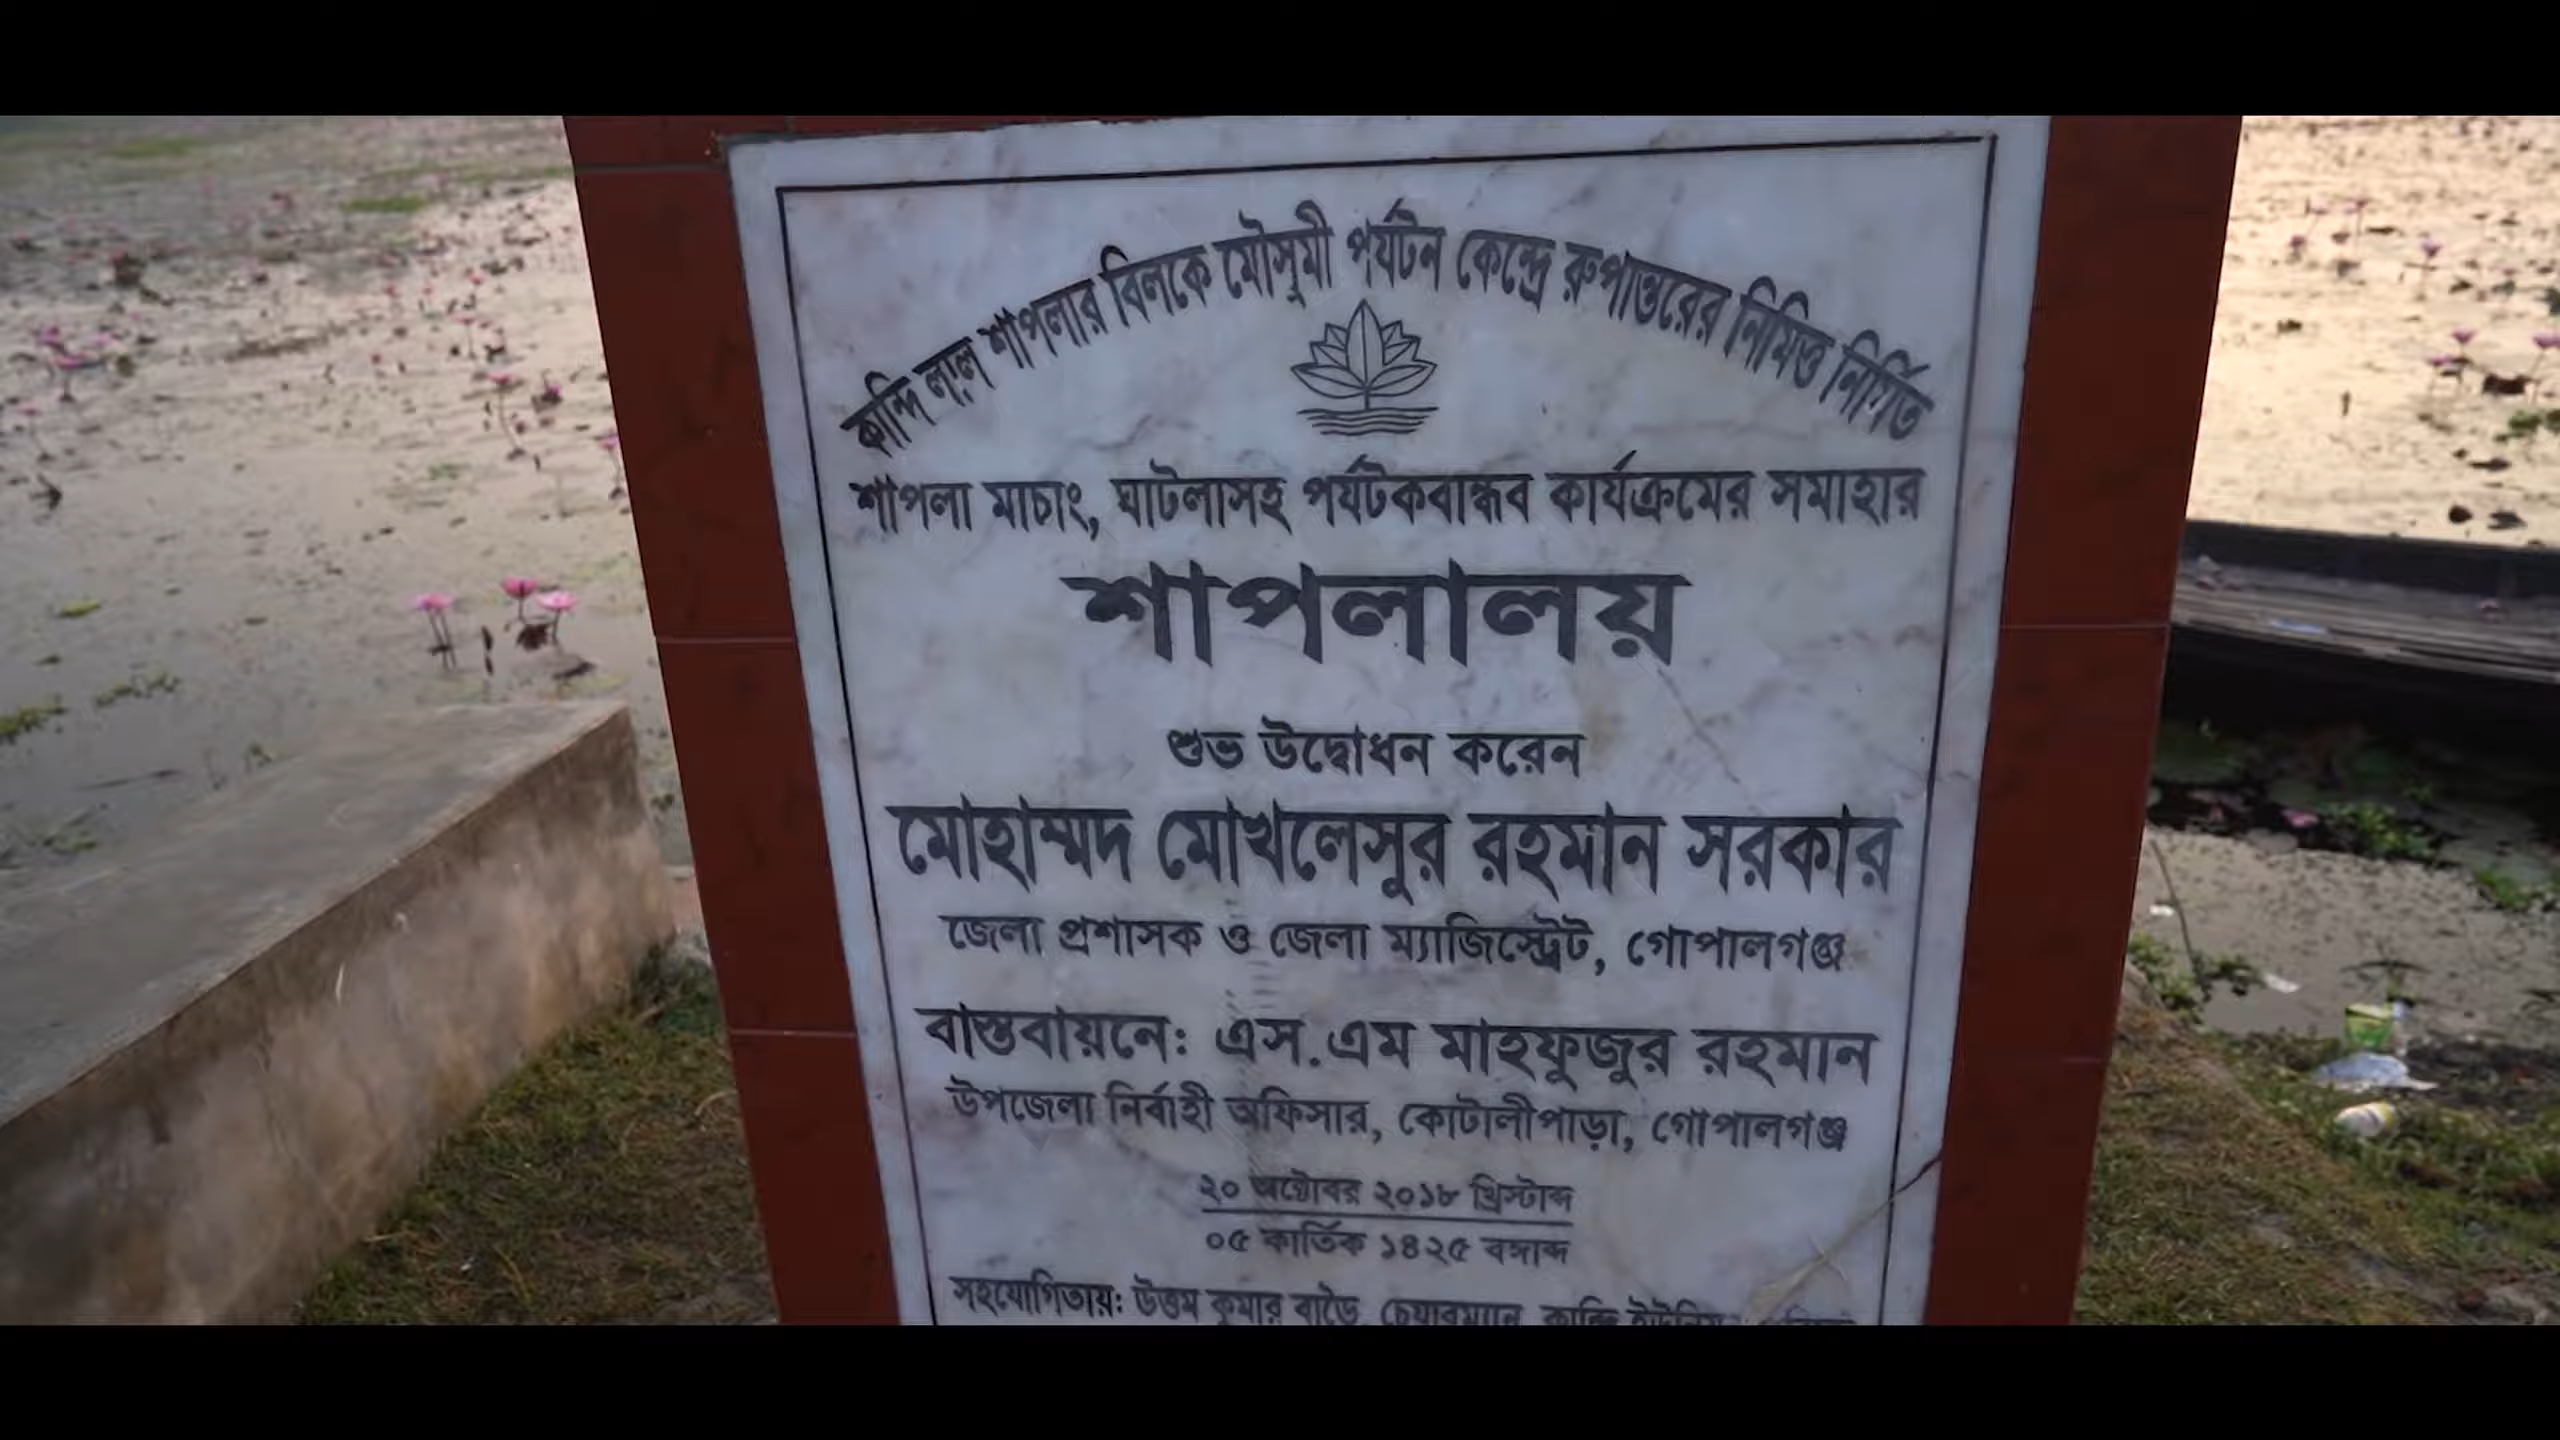 কান্দি লাল শাপলার বিলকে মৌসুমী পর্যটন কেন্দ্রে রুপান্তরের নিমিত্ত নির্মিত
শাপলা মাচাং, ঘাটলাসহ পর্যটকবান্ধব কার্যক্রমের সমাহার
শাপলালয়
শুভ উদ্বোধন করেন
মোহাম্মদ মোখলেসুর রহমান সরকার
জেলা প্রশাসক ও জেলা ম্যাজিস্ট্রেট, গোপালগঞ্জ
বাস্তবায়নে: এস.এম মাহফুজুর রহমান
উপজেলা নির্বাহী অফিসার, কোটালীপাড়া, গোপালগঞ্জ
২০ অক্টোবর ২০১৮ খ্রিস্টাব্দ
০৫ কার্তিক ১৪২৫ বঙ্গাব্দ
সহযোগিতায়: উত্তম কুমার বাড়ৈ, চেয়ারম্যান, কান্দি